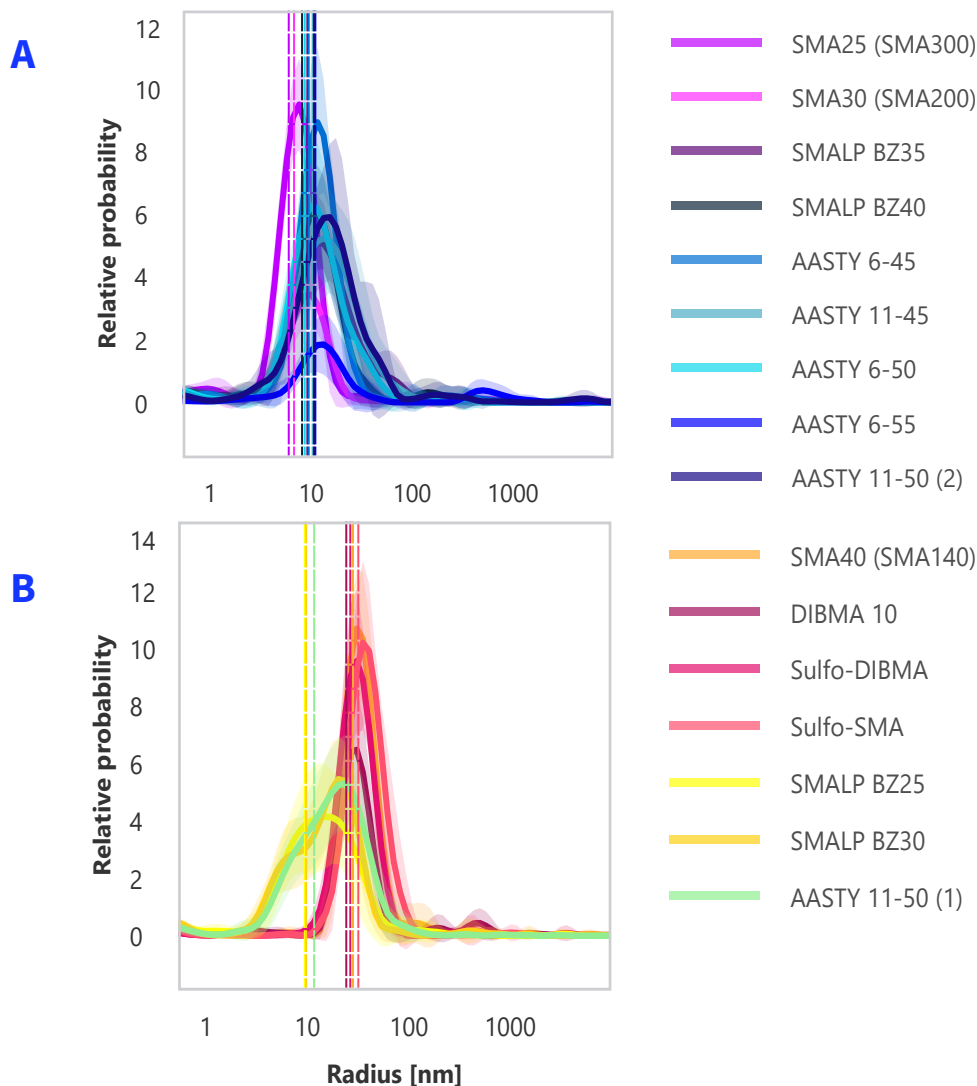 A
12
10
8
6
4
2
0
Relative probability
1 10 100 1000
SMA25 (SMA300)
SMA30 (SMA200)
SMALP BZ35
SMALP BZ40
AASTY 6-45
AASTY 11-45
AASTY 6-50
AASTY 6-55
AASTY 11-50 (2)
B
14
12
10
8
6
4
2
0
Relative probability
1 10 100 1000
Radius [nm]
SMA40 (SMA140)
DIBMA 10
Sulfo-DIBMA
Sulfo-SMA
SMALP BZ25
SMALP BZ30
AASTY 11-50 (1)